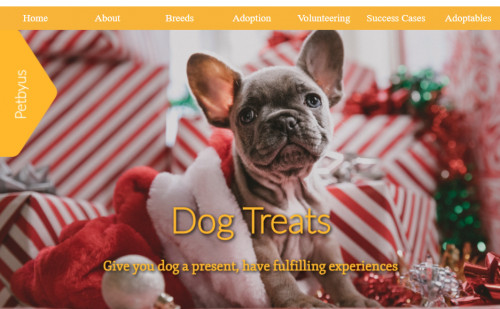 Home About Breeds Adoption Volunteering Success Cases Adoptables
Petbyus
Dog Treats
Give you dog a present, have fulfilling experiences